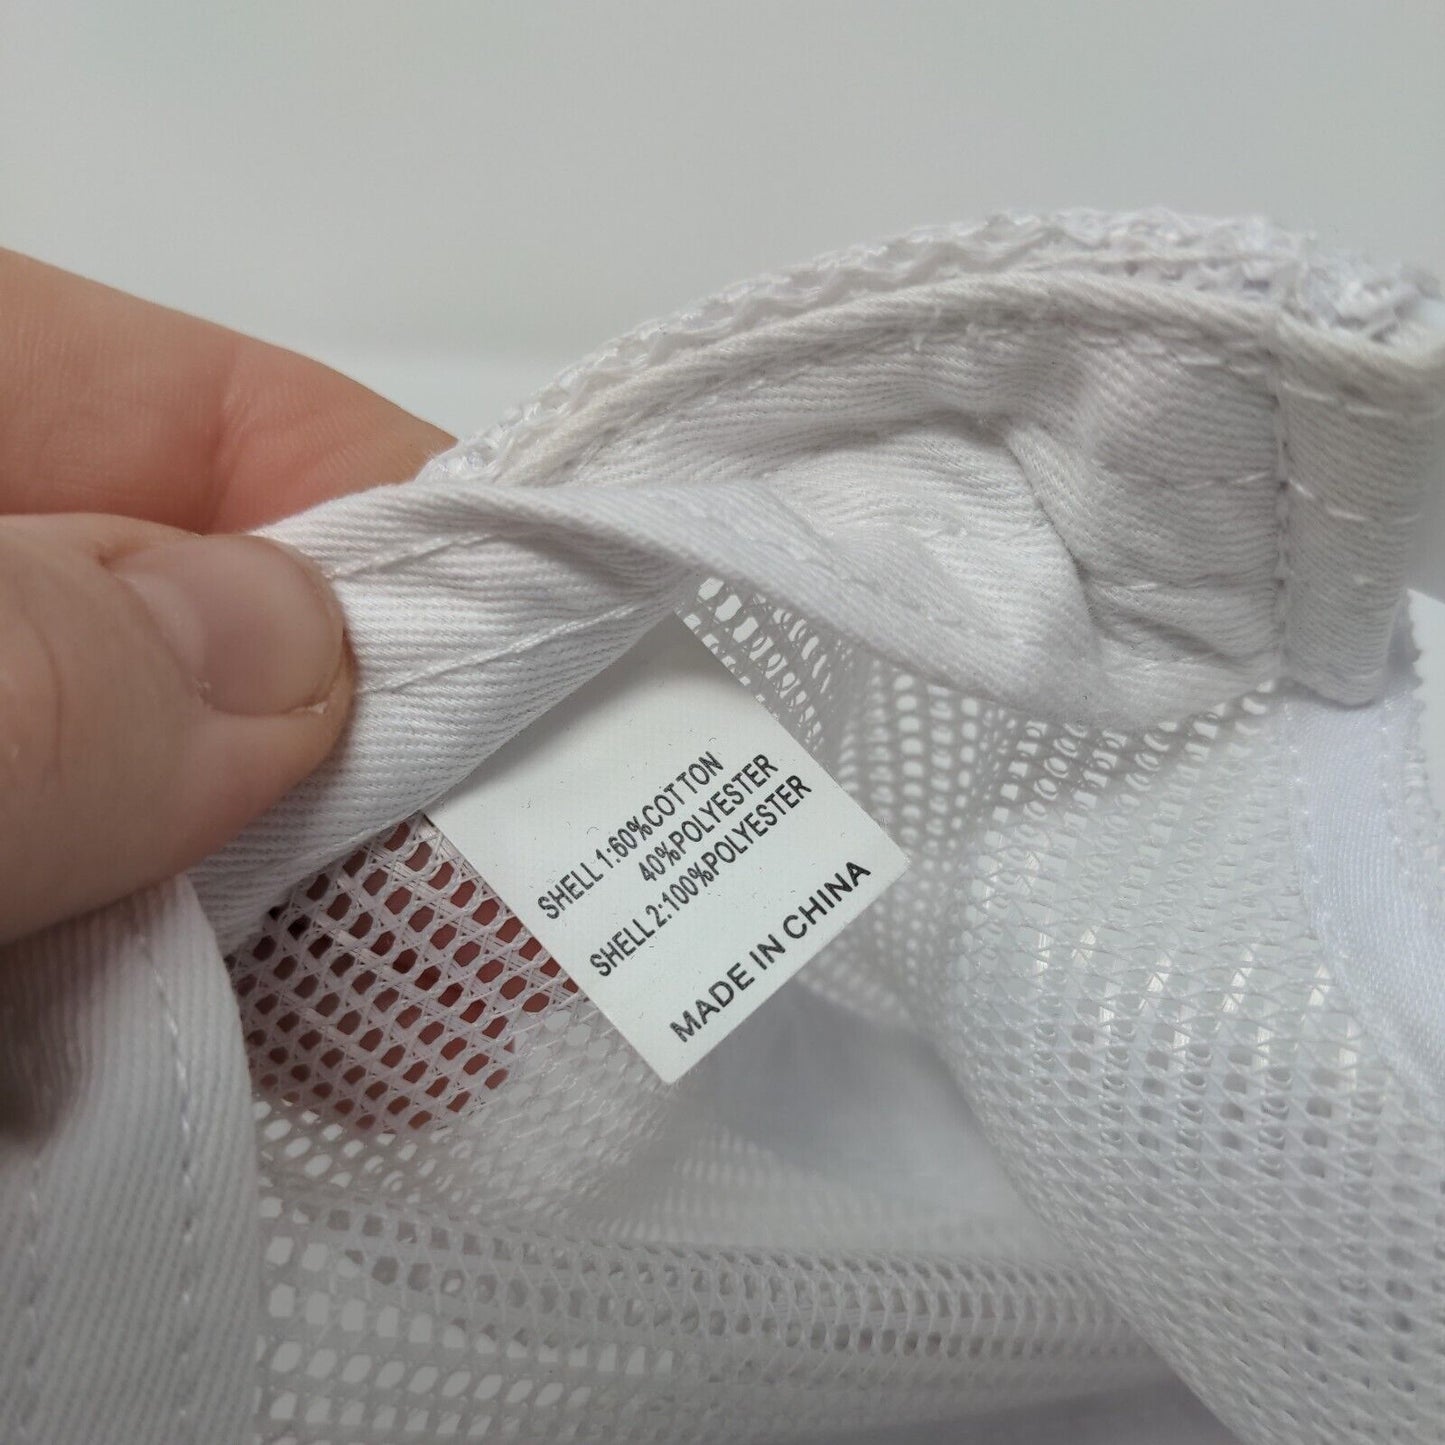 SHELL 1:60%COTTON
40%POLYESTER
SHELL 2:100%POLYESTER
MADE IN CHINA